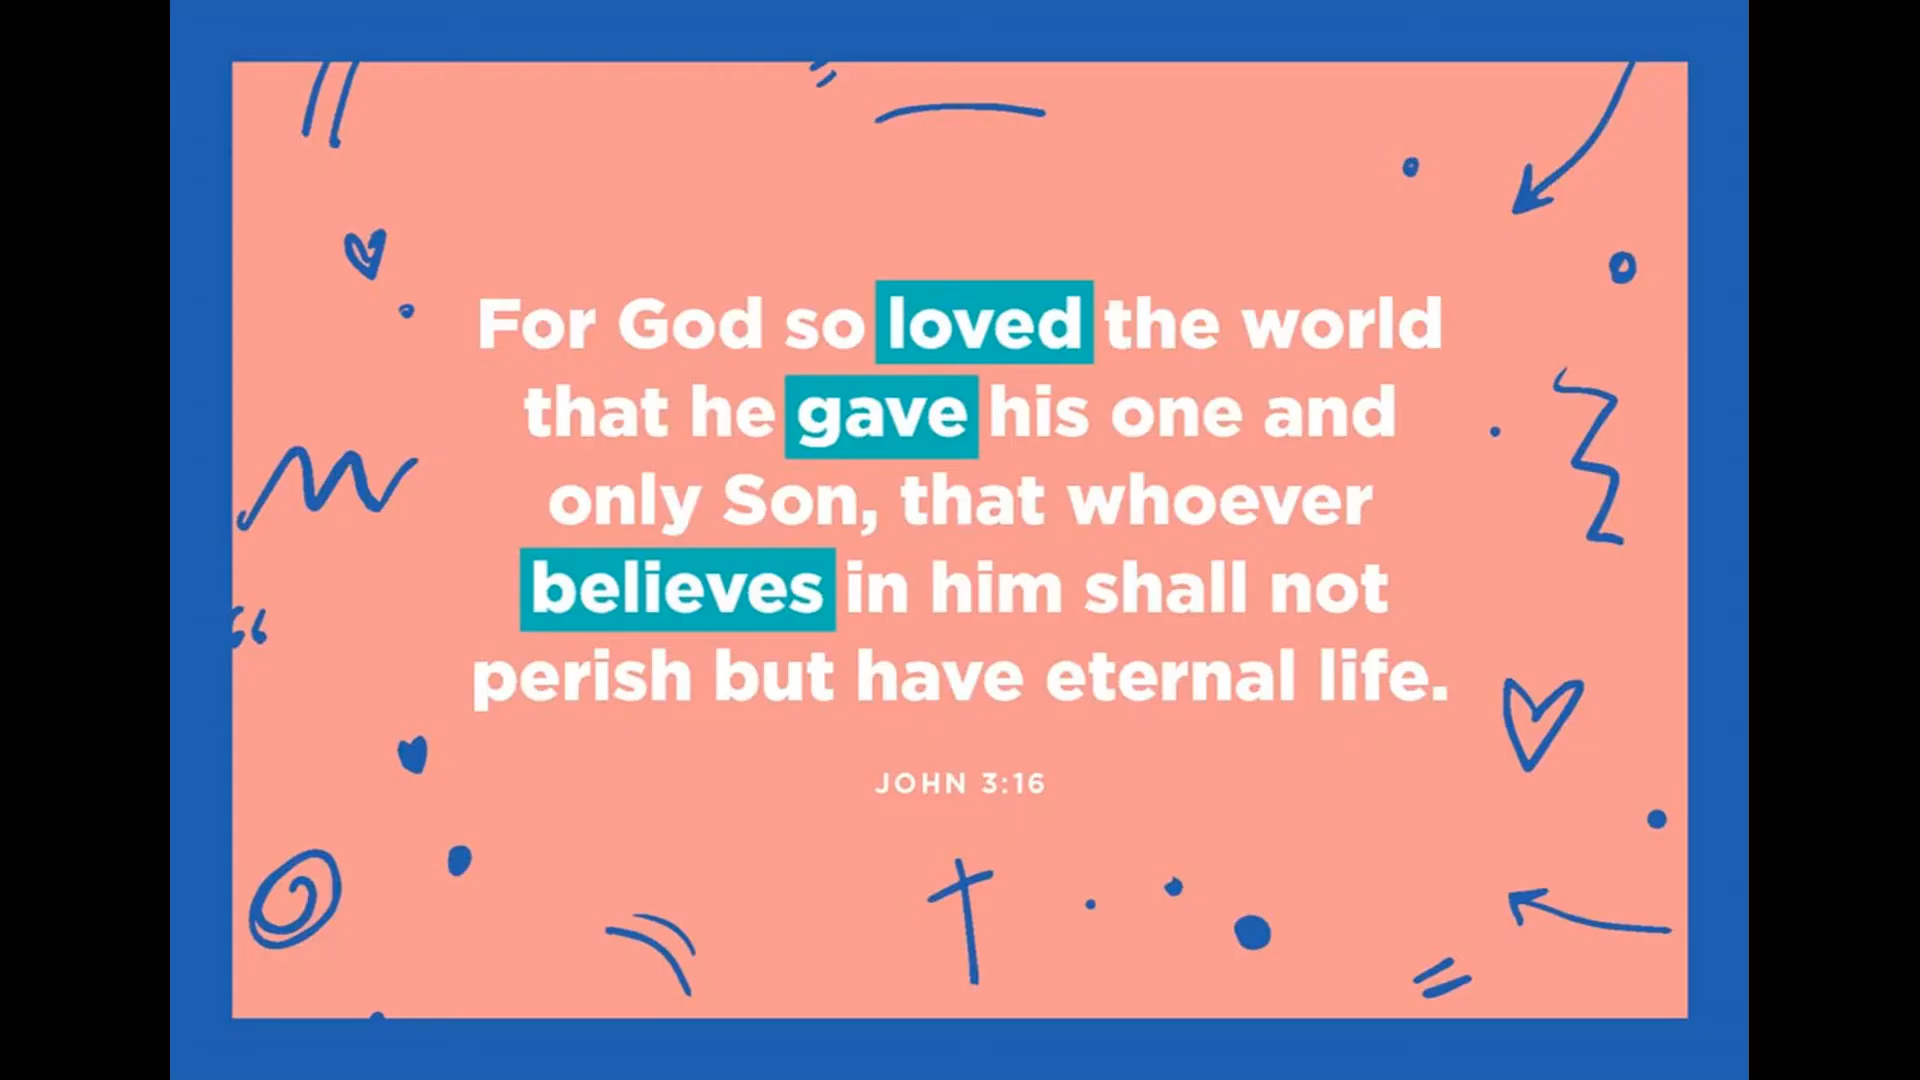 For God so loved the world
that he gave his one and
only Son, that whoever
believes in him shall not
perish but have eternal life.
JOHN 3:16